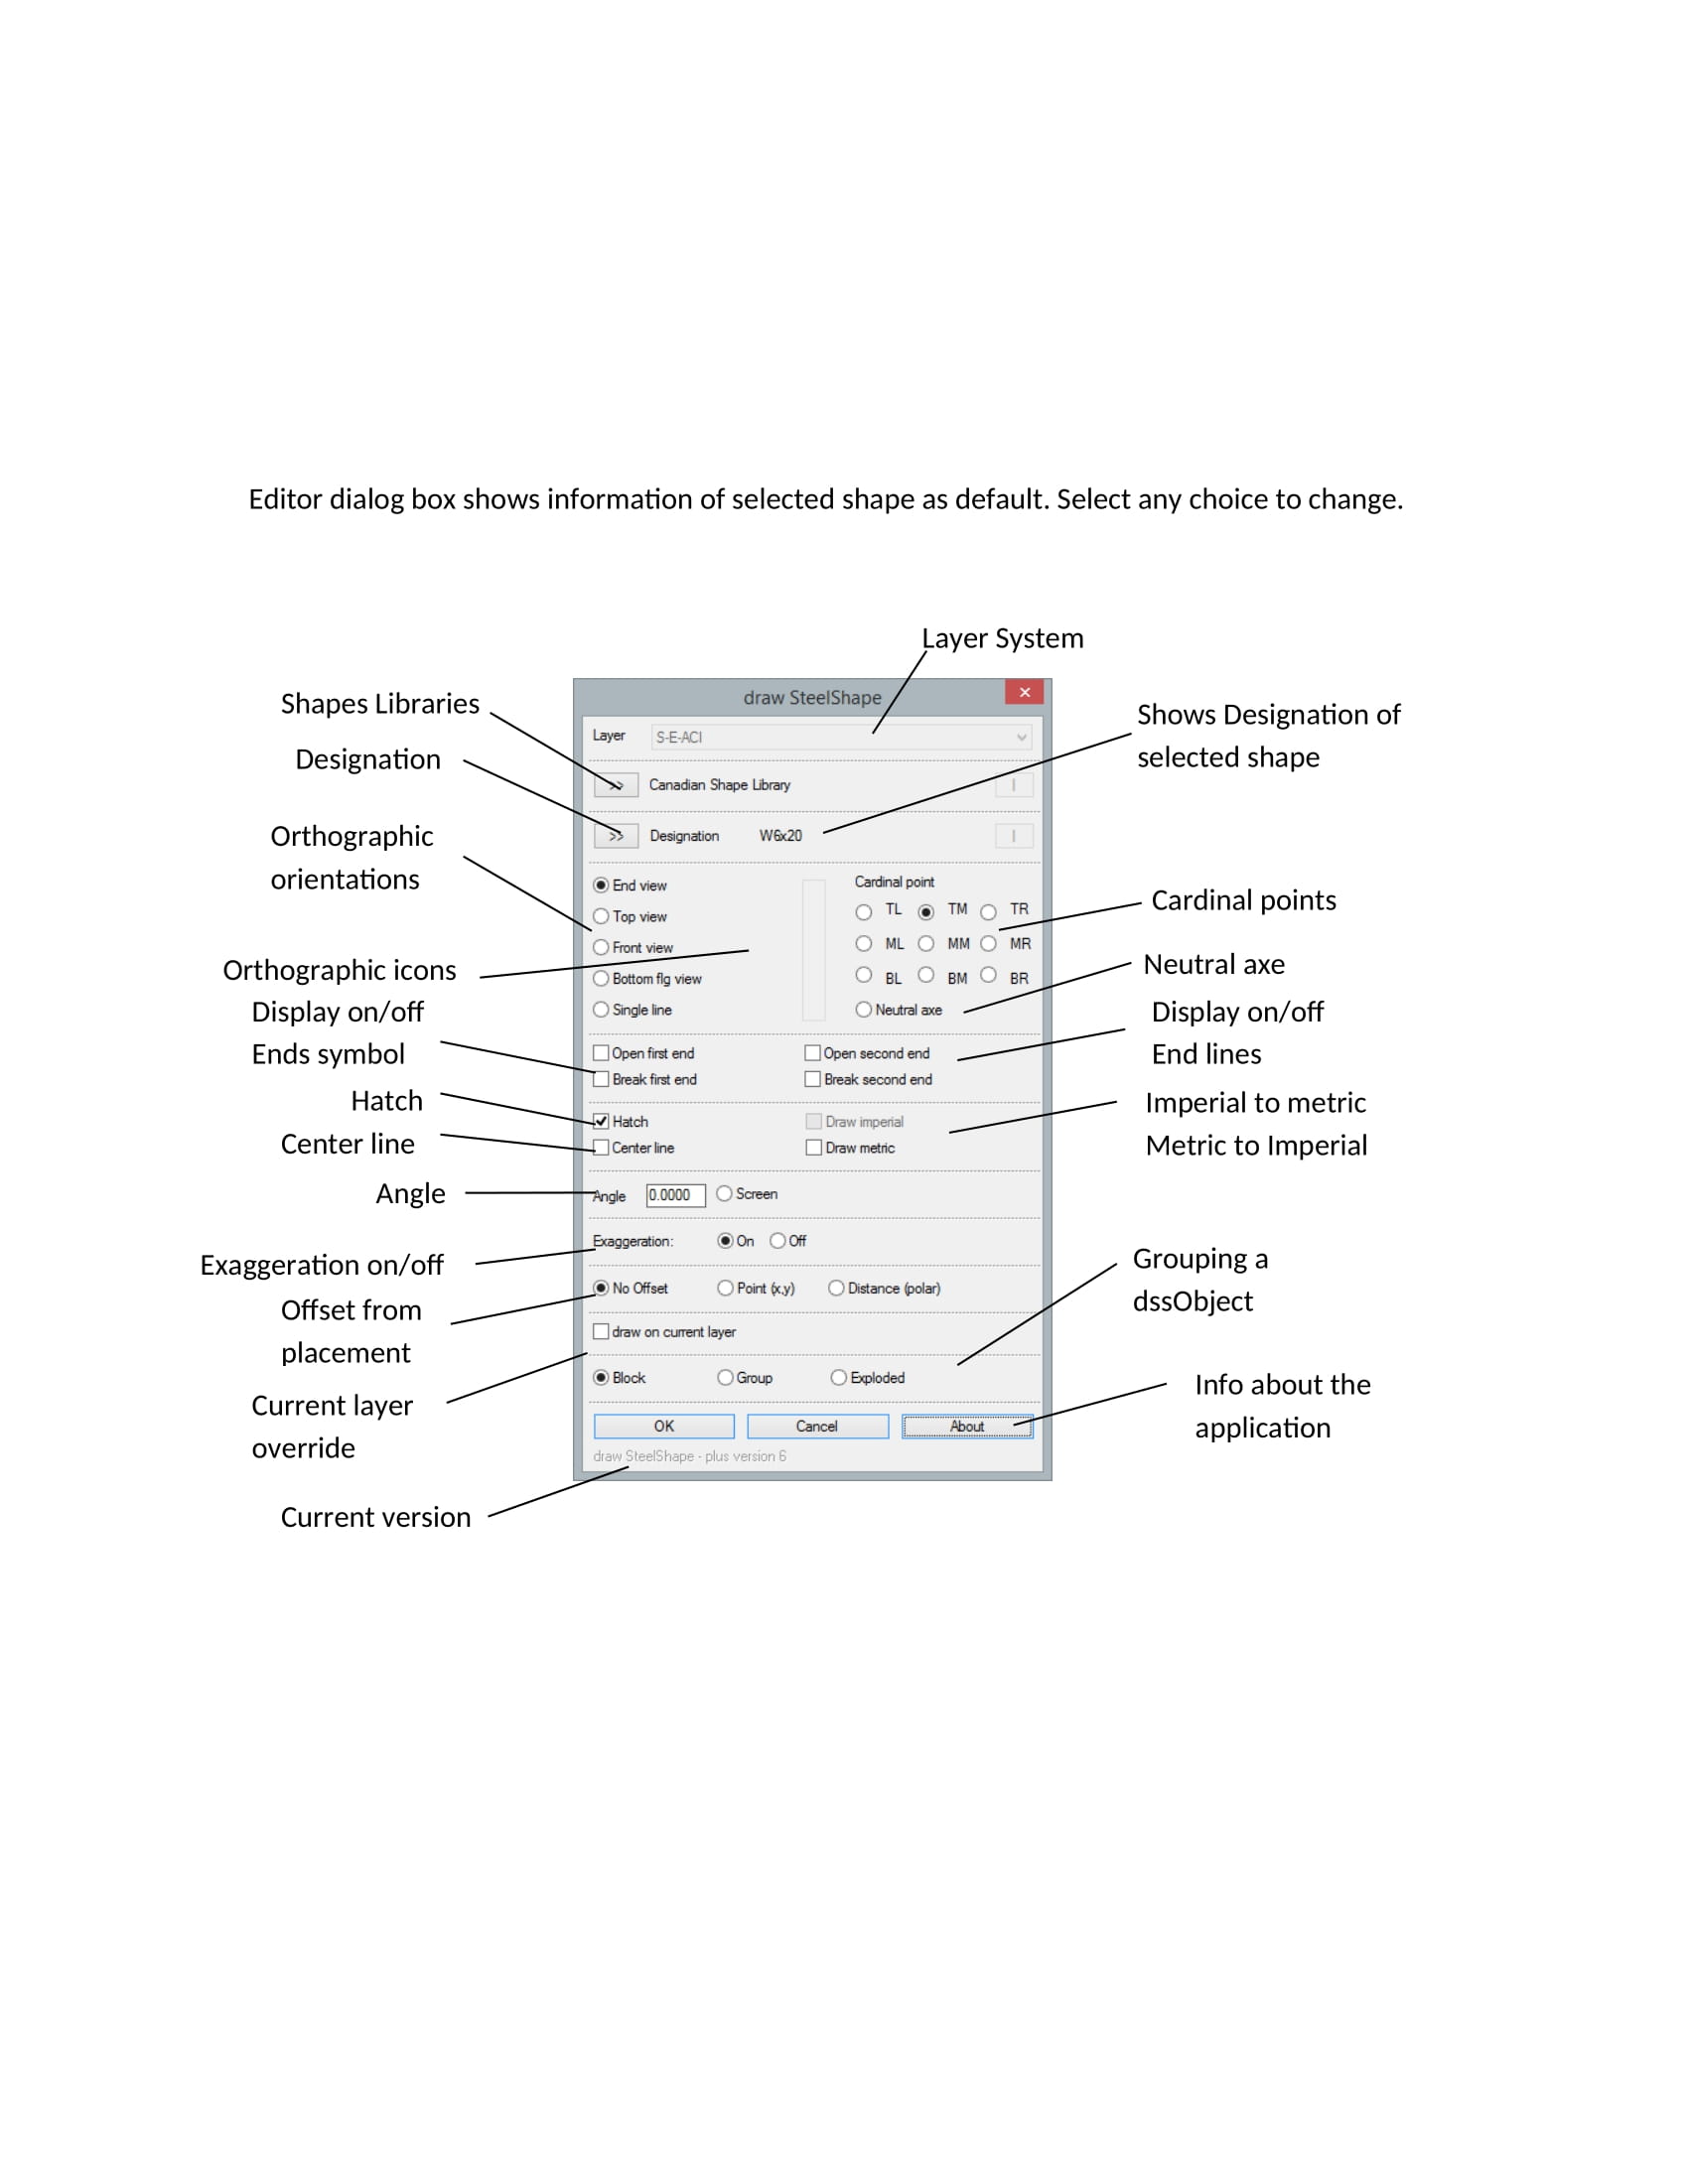 Editor dialog box shows information of selected shape as default. Select any choice to change.
Layer System
Shapes Libraries
Designation
Orthographic
orientations
Orthographic icons
Display on/off
Ends symbol
Hatch
Center line
Angle
Exaggeration on/off
Offset from
placement
Current layer
override
Current version
draw SteelShape
Layer S-E-ACI
>> Canadian Shape Library I
>> Designation W6x20 I
End view
Top view
Front view
Bottom flg view
Single line
Cardinal point
TL TM TR
ML MM MR
BL BM BR
Neutral axe
Open first end Open second end
Break first end Break second end
Hatch Draw imperial
Center line Draw metric
Angle 0.0000 Screen
Exaggeration: On Off
No Offset Point (x,y) Distance (polar)
draw on current layer
Block Group Exploded
OK Cancel About
draw SteelShape - plus version 6
Shows Designation of
selected shape
Cardinal points
Neutral axe
Display on/off
End lines
Imperial to metric
Metric to Imperial
Grouping a
dssObject
Info about the
application